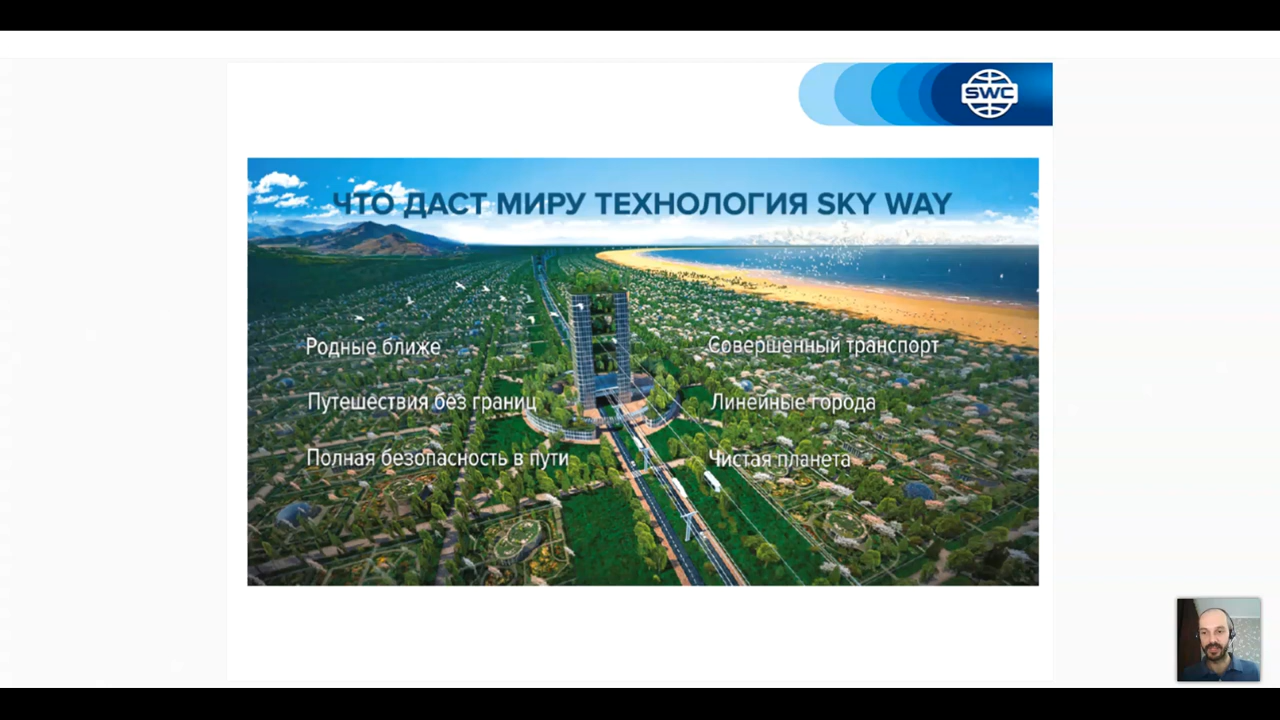 SWC
ЧТО ДАСТ МИРУ ТЕХНОЛОГИЯ SKY WAY
Родные ближе
Путешествия без границ
Полная безопасность в пути
Совершенный транспорт
Линейные города
Чистая планета